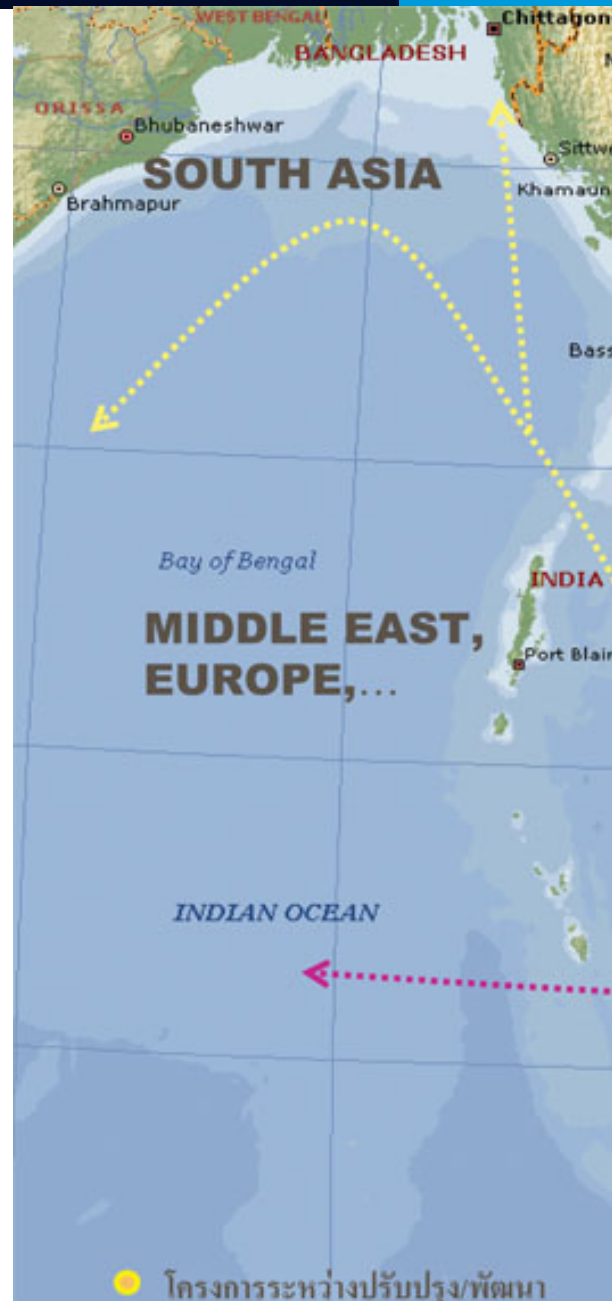 WEST BENGAL
Chittagon
BANGLADESH
ORISSA
Bhubaneshwar
Sittwe
SOUTH ASIA
Khamaun
Brahmapur
Bass
Bay of Bengal
INDIA
MIDDLE EAST,
EUROPE,...
Port Blair
INDIAN OCEAN
โครงการระหว่างปรับปรุง/พัฒนา